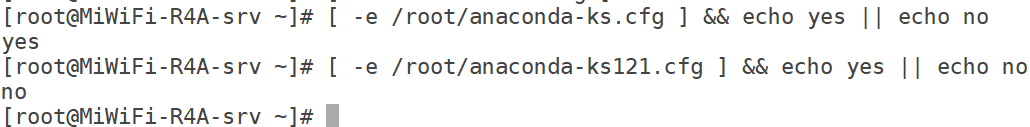 [root@MiWiFi-R4A-srv ~]# [ -e /root/anaconda-ks.cfg ] && echo yes || echo no
yes
[root@MiWiFi-R4A-srv ~]# [ -e /root/anaconda-ks121.cfg ] && echo yes || echo no
no
[root@MiWiFi-R4A-srv ~]#